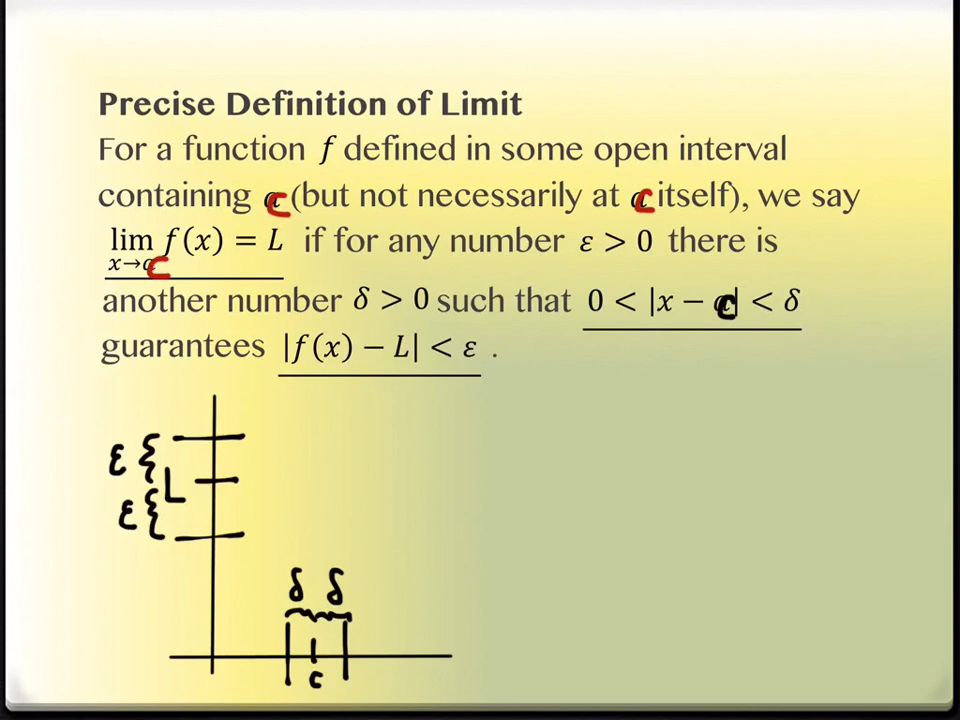 Precise Definition of Limit
For a function f defined in some open interval
containing c (but not necessarily at c itself), we say
lim f(x) = L if for any number ε > 0 there is
x→c
another number δ > 0 such that 0 < |x − c| < δ
guarantees |f(x) − L| < ε .
ε
L
ε
δ δ
c